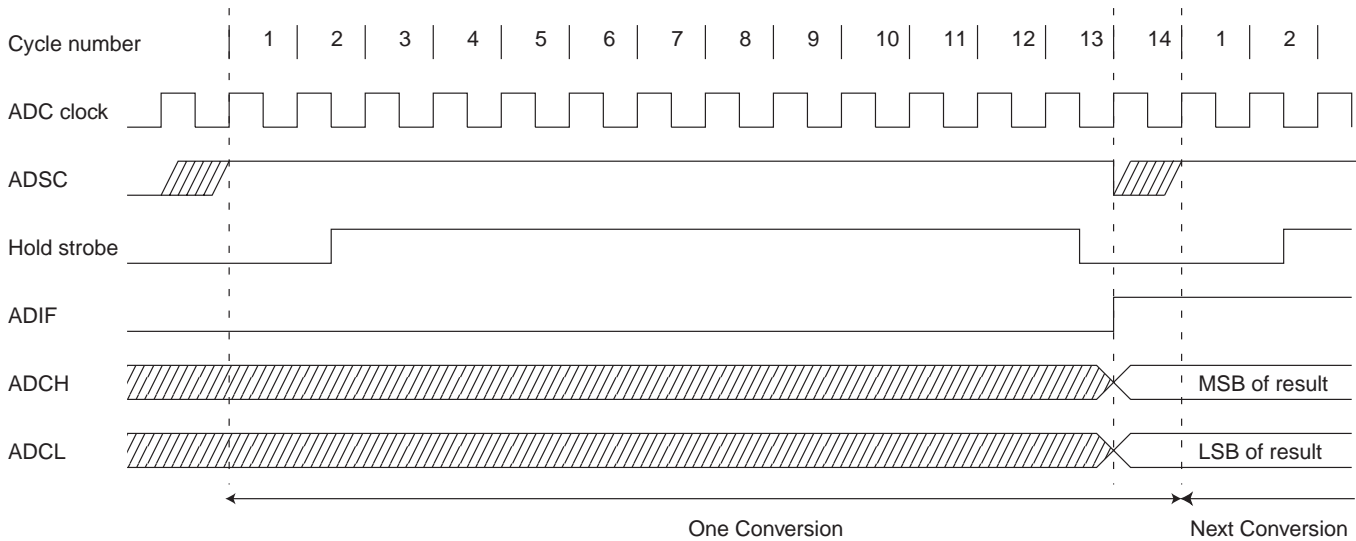 Cycle number 1 2 3 4 5 6 7 8 9 10 11 12 13 14 1 2
ADC clock
ADSC
Hold strobe
ADIF
ADCH MSB of result
ADCL LSB of result
One Conversion Next Conversion